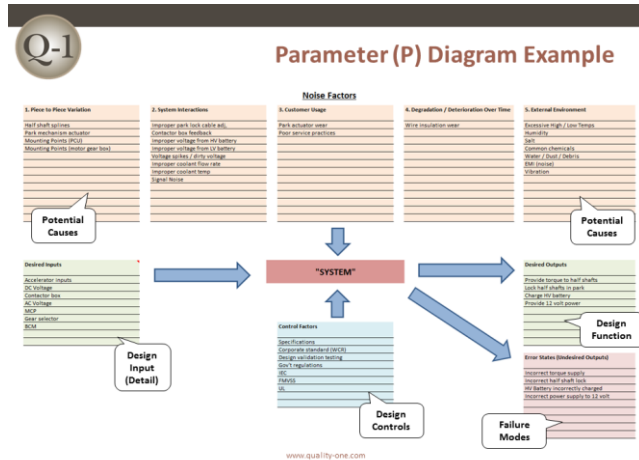 Q-1
Parameter (P) Diagram Example
Noise Factors
1. Piece to Piece Variation
Half shaft splines
Park mechanism actuator
Mounting Points (PCU)
Mounting Points (motor gear box)
2. System Interactions
Improper park lock cable adj,
Contactor box feedback
Improper voltage from HV battery
Improper voltage from LV battery
Voltage spikes / dirty voltage
Improper coolant flow rate
Improper coolant temp
Signal Noise
3. Customer Usage
Park actuator wear
Poor service practices
4. Degradation / Deterioration Over Time
Wire insulation wear
5. External Environment
Excessive High / Low Temps
Humidity
Salt
Common chemicals
Water / Dust / Debris
EMI (noise)
Vibration
Potential
Causes
Potential
Causes
Desired Inputs
Accelerator inputs
DC Voltage
Contactor box
AC Voltage
MCP
Gear selector
BCM
Design
Input
(Detail)
"SYSTEM"
Control Factors
Specifications
Corporate standard (WCR)
Design validation testing
Gov't regulations
IEC
FMVSS
UL
Design
Controls
Desired Outputs
Provide torque to half shafts
Lock half shafts in park
Charge HV battery
Provide 12 volt power
Design
Function
Error States (Undesired Outputs)
Incorrect torque supply
Incorrect half shaft lock
HV Battery incorrectly charged
Incorrect power supply to 12 volt
Failure
Modes
www.quality-one.com